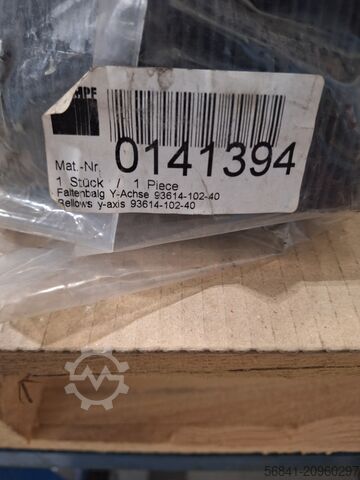 MPF
Mat.-Nr. 0141394
1 Stück / 1 Piece
Faltenbalg Y-Achse 93614-102-40
Bellows y-axis 93614-102-40
56841-20960297